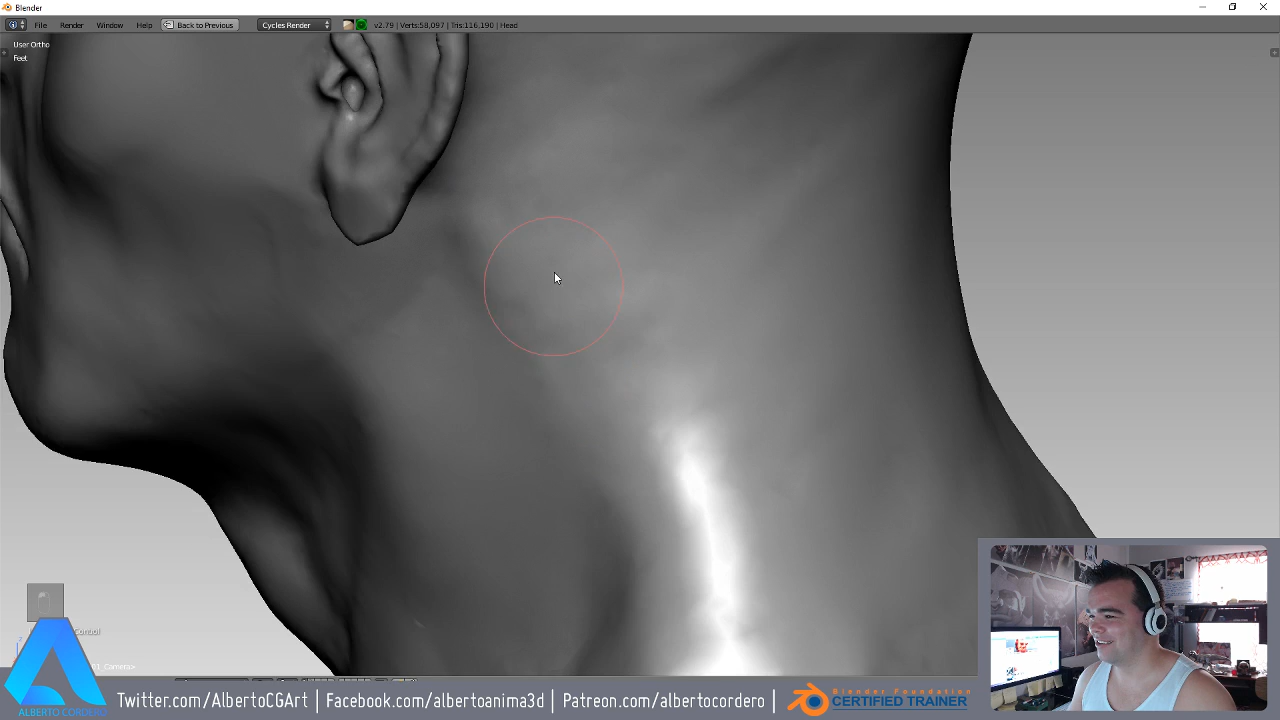 Blender
File Render Window Help Back to Previous Cycles Render v2.79 | Verts:58,097 | Tris:116,190 | Head
User Ortho
Feet
ALBERTO CORDERO
Twitter.com/AlbertoCGArt | Facebook.com/albertoanima3d | Patreon.com/albertocordero |
Blender Foundation
CERTIFIED TRAINER